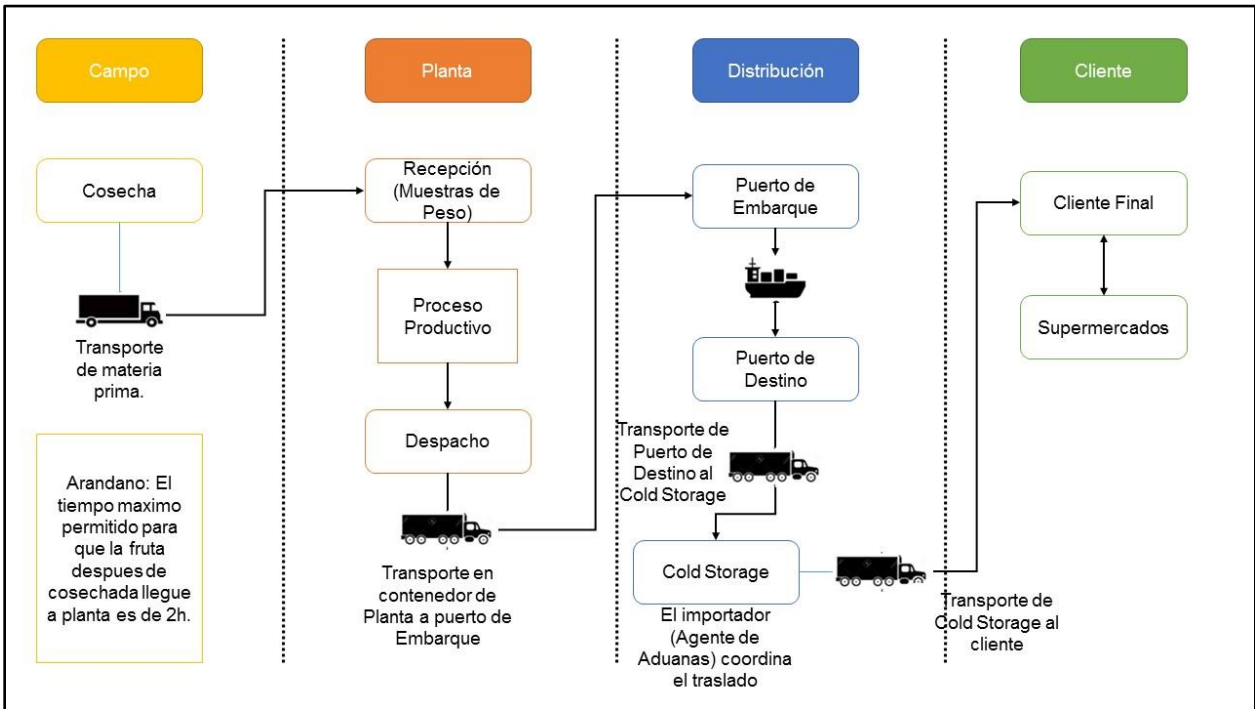 Campo
Planta
Distribución
Cliente
Cosecha
Transporte
de materia
prima.
Arandano: El
tiempo maximo
permitido para
que la fruta
despues de
cosechada llegue
a planta es de 2h.
Recepción
(Muestras de
Peso)
Proceso
Productivo
Despacho
Transporte en
contenedor de
Planta a puerto de
Embarque
Puerto de
Embarque
Puerto de
Destino
Transporte de
Puerto de
Destino al
Cold Storage
Cold Storage
El importador
(Agente de
Aduanas) coordina
el traslado
Transporte de
Cold Storage al
cliente
Cliente Final
Supermercados